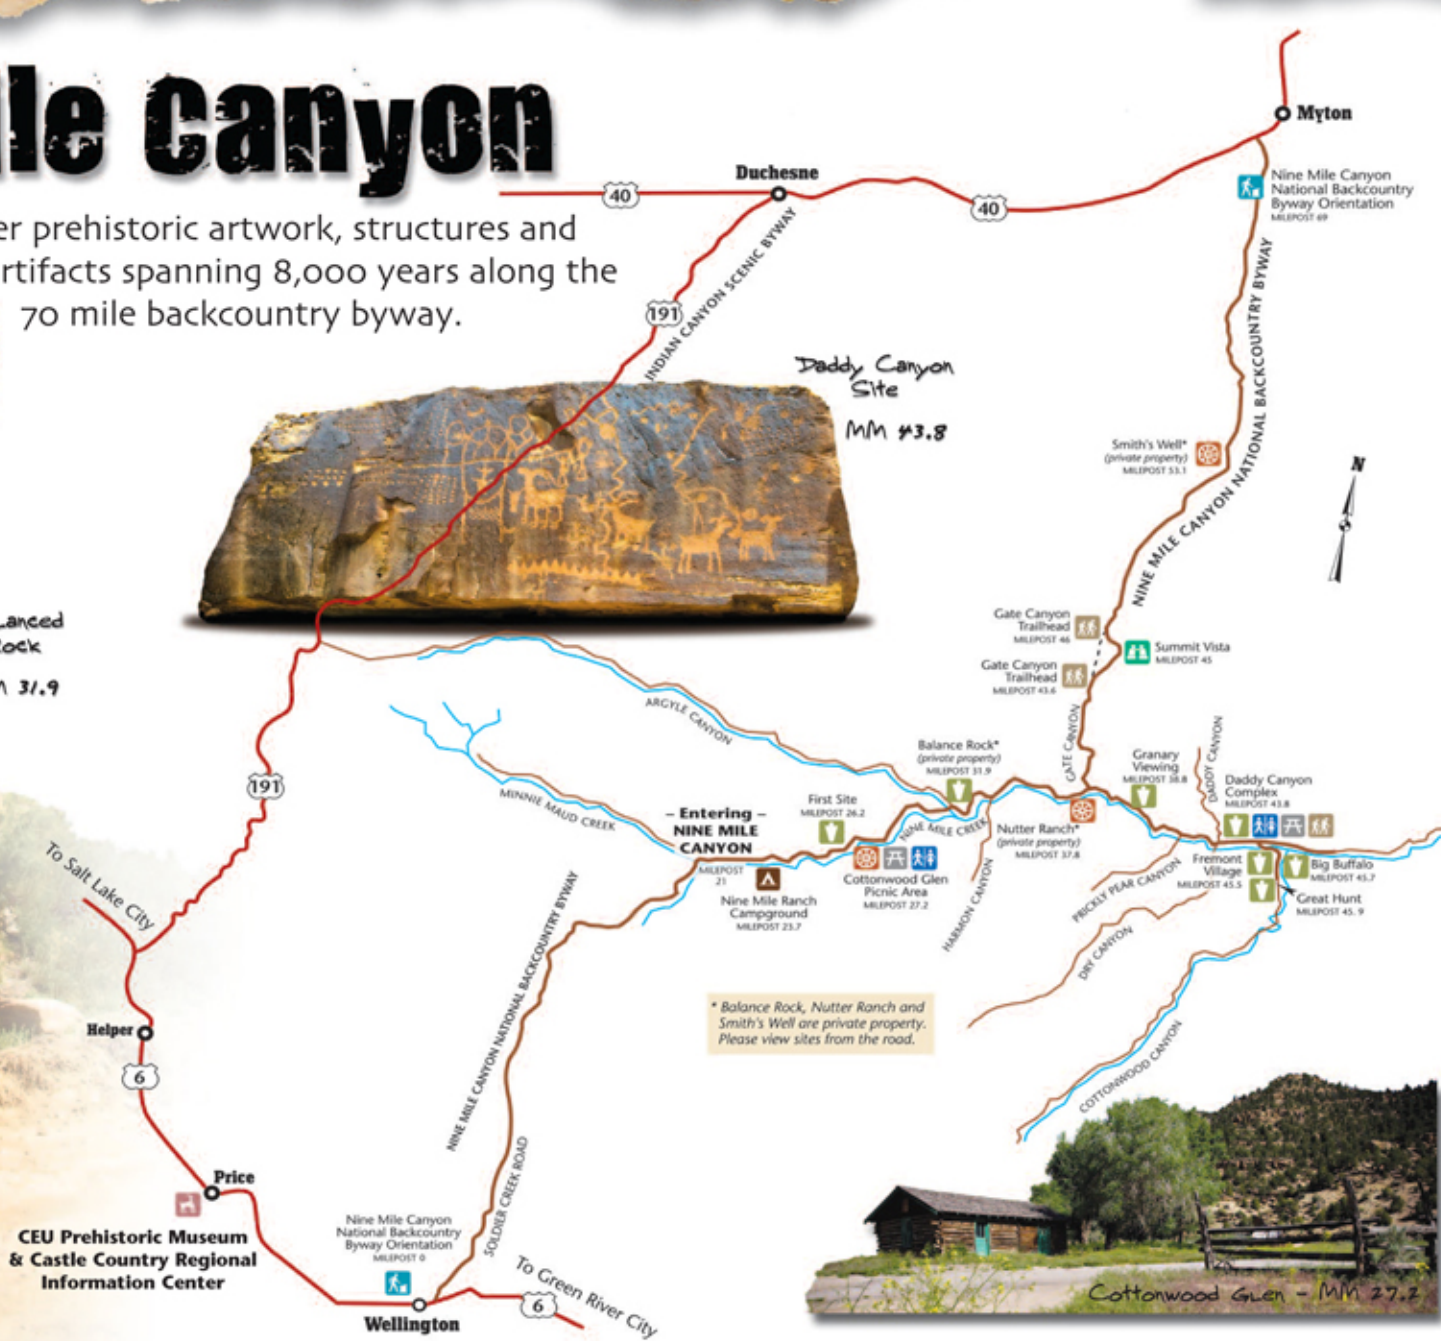 le Canyon
er prehistoric artwork, structures and
rtifacts spanning 8,000 years along the
70 mile backcountry byway.
Myton
Duchesne
40
40
Nine Mile Canyon
National Backcountry
Byway Orientation
MILEPOST 69
INDIAN CANYON SCENIC BYWAY
191
Daddy Canyon
Site
MM 43.8
NINE MILE CANYON NATIONAL BACKCOUNTRY BYWAY
Smith's Well*
(private property)
MILEPOST 53.1
N
Lanced
Rock
M 31.9
Gate Canyon
Trailhead
MILEPOST 46
Summit Vista
MILEPOST 45
Gate Canyon
Trailhead
MILEPOST 43.6
ARGYLE CANYON
GATE CANYON
191
Balance Rock*
(private property)
MILEPOST 31.9
Granary
Viewing
MILEPOST 38.8
DADDY CANYON
Daddy Canyon
Complex
MILEPOST 43.8
MINNIE MAUD CREEK
First Site
MILEPOST 26.2
– Entering –
NINE MILE
CANYON
MILEPOST
21
NINE MILE CREEK
Nutter Ranch*
(private property)
MILEPOST 37.8
Cottonwood Glen
Picnic Area
MILEPOST 27.2
Nine Mile Ranch
Campground
MILEPOST 23.7
HARMON CANYON
PRICKLY PEAR CANYON
Fremont
Village
MILEPOST 45.5
Big Buffalo
MILEPOST 45.7
Great Hunt
MILEPOST 45. 9
DRY CANYON
To Salt Lake City
NINE MILE CANYON NATIONAL BACKCOUNTRY BYWAY
* Balance Rock, Nutter Ranch and
Smith's Well are private property.
Please view sites from the road.
Helper
6
COTTONWOOD CANYON
Price
CEU Prehistoric Museum
& Castle Country Regional
Information Center
Nine Mile Canyon
National Backcountry
Byway Orientation
MILEPOST 0
SOLDIER CREEK ROAD
To Green River City
6
Wellington
Cottonwood Glen - MM 27.2